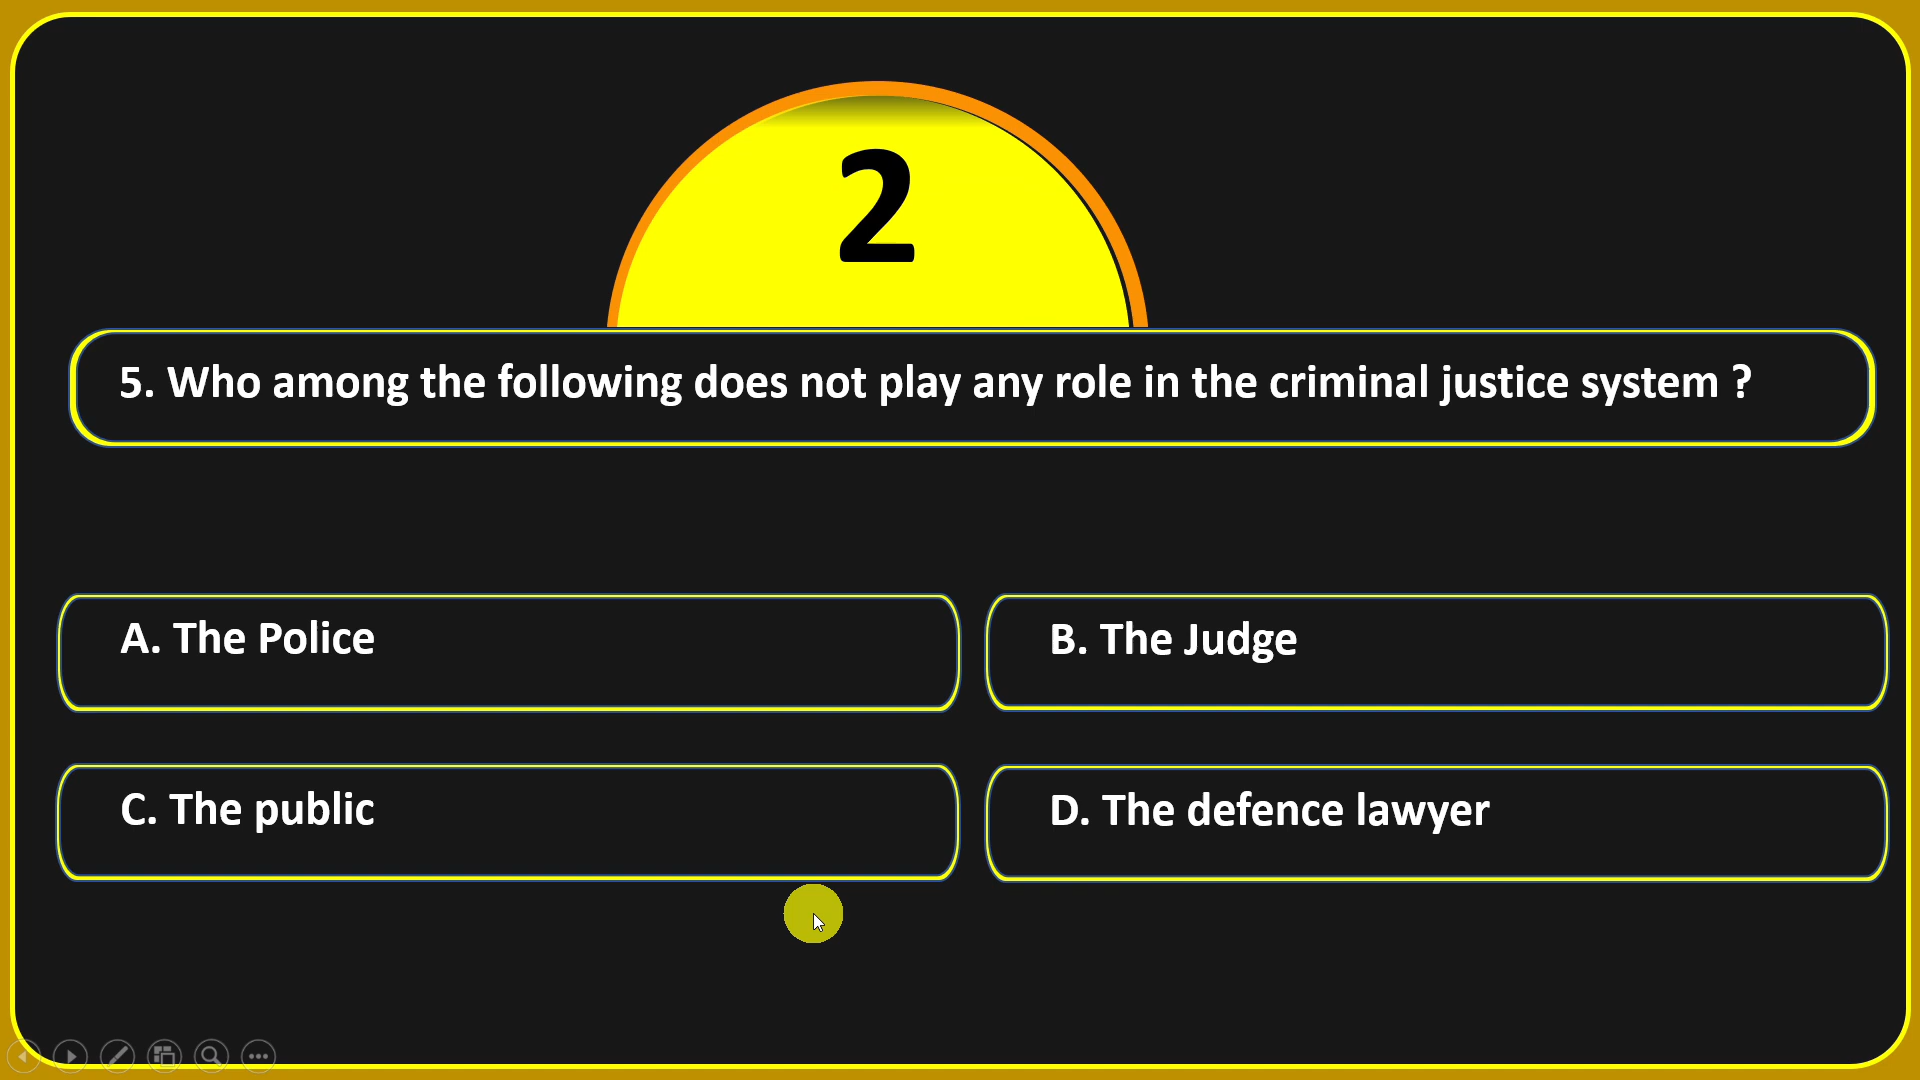 2
5. Who among the following does not play any role in the criminal justice system ?
A. The Police
B. The Judge
C. The public
D. The defence lawyer